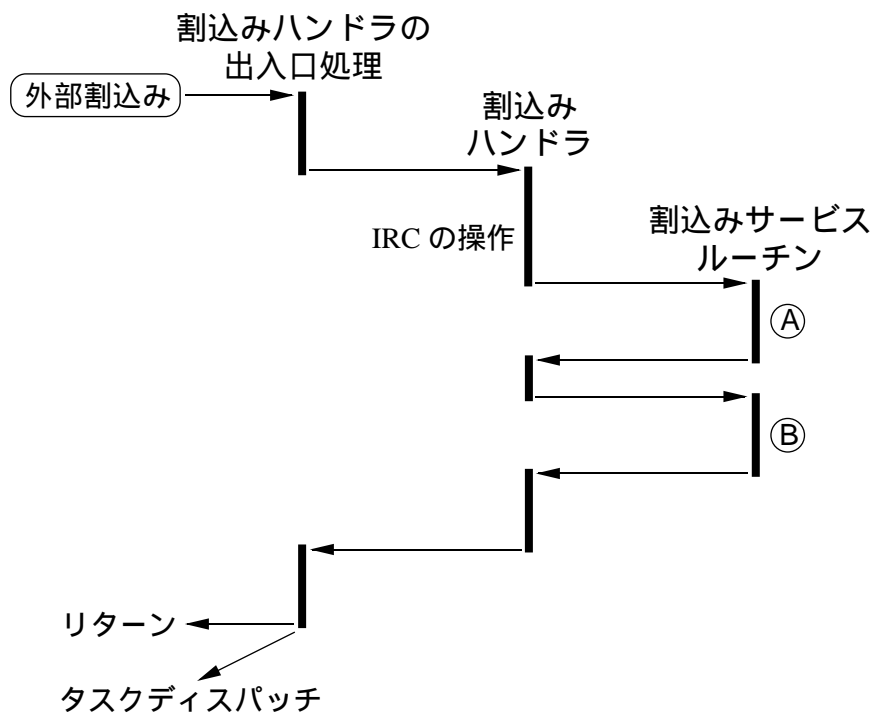 割込みハンドラの
出入口処理
外部割込み
割込み
ハンドラ
IRC の操作
割込みサービス
ルーチン
A
B
リターン
タスクディスパッチ